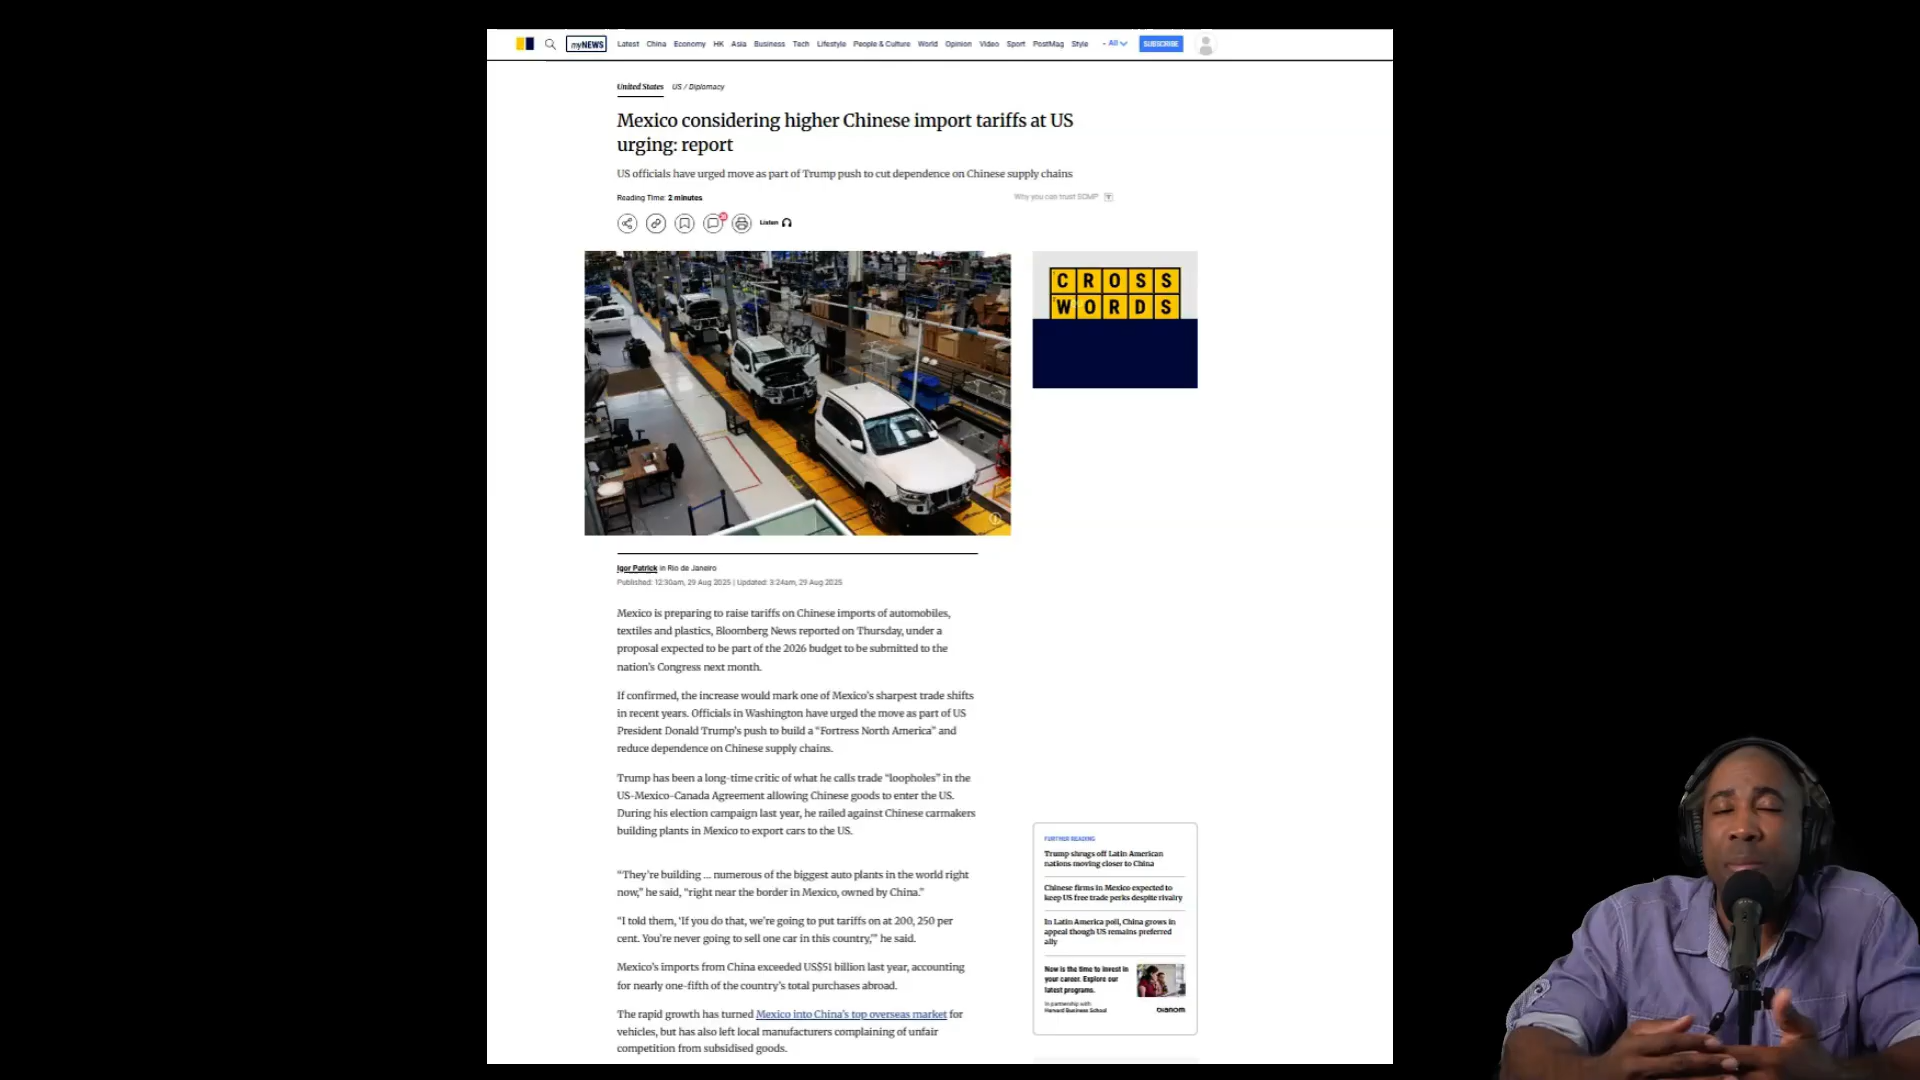 myNEWS Latest China Economy HK Asia Business Tech Lifestyle People & Culture World Opinion Video Sport PostMag Style All SUBSCRIBE
United States US / Diplomacy
Mexico considering higher Chinese import tariffs at US
urging: report
US officials have urged move as part of Trump push to cut dependence on Chinese supply chains
Reading Time: 2 minutes
Why you can trust SCMP
Listen
CROSS
WORDS
Igor Patrick in Rio de Janeiro
Published: 12:30am, 29 Aug 2025 | Updated: 3:24am, 29 Aug 2025
Mexico is preparing to raise tariffs on Chinese imports of automobiles,
textiles and plastics, Bloomberg News reported on Thursday, under a
proposal expected to be part of the 2026 budget to be submitted to the
nation's Congress next month.
If confirmed, the increase would mark one of Mexico's sharpest trade shifts
in recent years. Officials in Washington have urged the move as part of US
President Donald Trump's push to build a “Fortress North America” and
reduce dependence on Chinese supply chains.
Trump has been a long-time critic of what he calls trade “loopholes” in the
US-Mexico-Canada Agreement allowing Chinese goods to enter the US.
During his election campaign last year, he railed against Chinese carmakers
building plants in Mexico to export cars to the US.
“They're building ... numerous of the biggest auto plants in the world right
now,” he said, “right near the border in Mexico, owned by China.”
“I told them, ‘If you do that, we're going to put tariffs on at 200, 250 per
cent. You're never going to sell one car in this country,’” he said.
Mexico's imports from China exceeded US$51 billion last year, accounting
for nearly one-fifth of the country's total purchases abroad.
The rapid growth has turned Mexico into China's top overseas market for
vehicles, but has also left local manufacturers complaining of unfair
competition from subsidised goods.
FURTHER READING
Trump shrugs off Latin American
nations moving closer to China
Chinese firms in Mexico expected to
keep US free trade perks despite rivalry
In Latin America poll, China grows in
appeal though US remains preferred
ally
Now is the time to invest in
your career. Explore our
latest programs.
In partnership with:
Harvard Business School